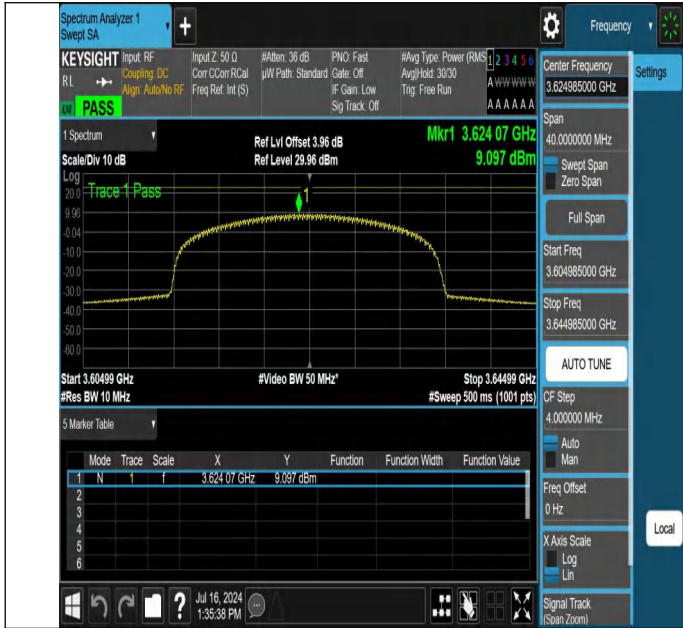 Spectrum Analyzer 1
Swept SA
+
Frequency
KEYSIGHT Input: RF Input Z: 50 Ω #Atten: 36 dB PNO: Fast #Avg Type: Power (RMS 1 2 3 4 5 6
RL Coupling: DC Corr CCorr RCal µW Path: Standard Gate: Off Avg|Hold: 30/30 A W W W W W
Align: Auto/No RF Freq Ref: Int (S) IF Gain: Low Trig: Free Run
Sig Track: Off A A A A A A
LXI PASS
Center Frequency
3.624985000 GHz
Settings
1 Spectrum
Ref Lvl Offset 3.96 dB
Mkr1 3.624 07 GHz
Scale/Div 10 dB
Ref Level 29.96 dBm
9.097 dBm
Log
Trace 1 Pass
1
20.0
9.96
-0.04
-10.0
-20.0
-30.0
-40.0
-50.0
-60.0
Start 3.60499 GHz
#Video BW 50 MHz*
Stop 3.64499 GHz
#Res BW 10 MHz
#Sweep 500 ms (1001 pts)
Span
40.0000000 MHz
Swept Span
Zero Span
Full Span
Start Freq
3.604985000 GHz
Stop Freq
3.644985000 GHz
AUTO TUNE
CF Step
4.000000 MHz
Auto
Man
Freq Offset
0 Hz
X Axis Scale
Log
Lin
Signal Track
(Span Zoom)
Local
5 Marker Table
Mode Trace Scale X Y Function Function Width Function Value
1 N 1 f 3.624 07 GHz 9.097 dBm
2
3
4
5
6
?
Jul 16, 2024
1:35:38 PM